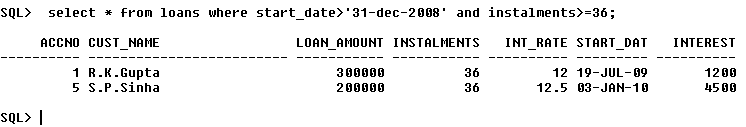 SQL>  select * from loans where start_date>'31-dec-2008' and instalments>=36;
     ACCNO CUST_NAME                      LOAN_AMOUNT INSTALMENTS   INT_RATE START_DAT   INTEREST
---------- ------------------------------ ----------- ----------- ---------- --------- ----------
         1 R.K.Gupta                           300000          36         12 19-JUL-09       1200
         5 S.P.Sinha                           200000          36       12.5 03-JAN-10       4500
SQL>